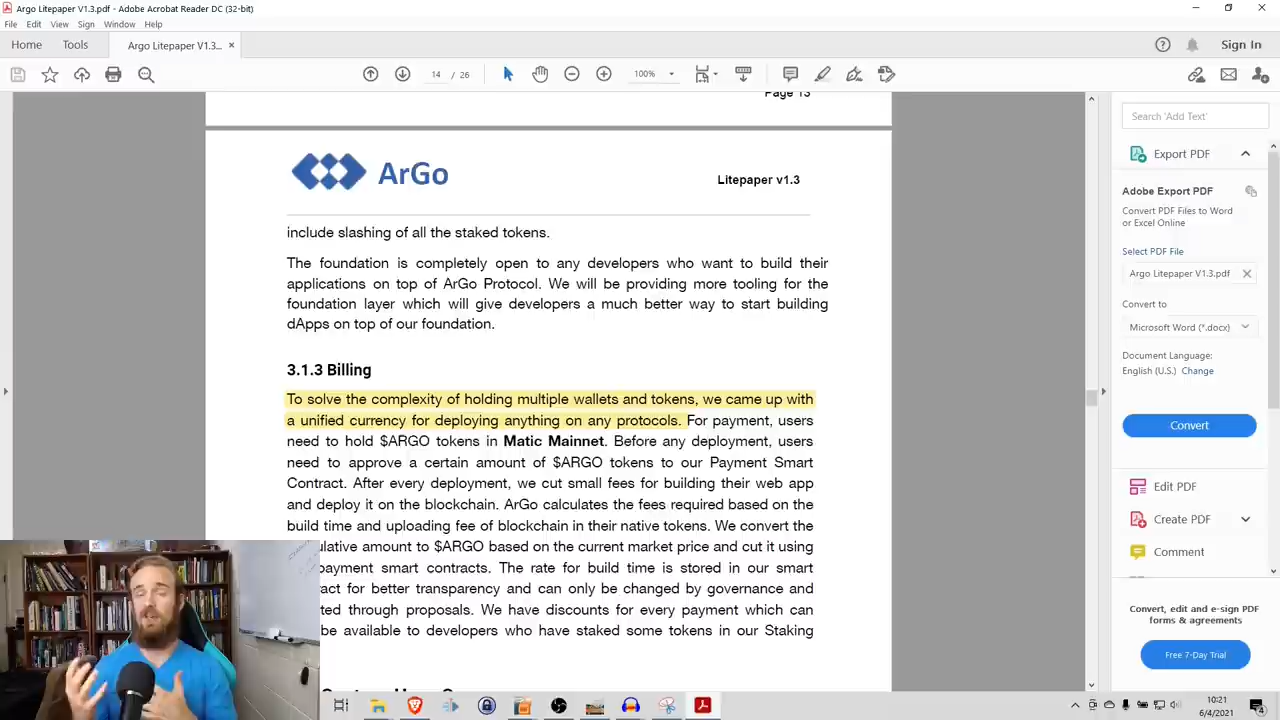 Argo Litepaper V1.3.pdf - Adobe Acrobat Reader DC (32-bit)
File Edit View Sign Window Help
Home Tools Argo Litepaper V1.3... × Sign In
14 / 26 100%
Page 13
ArGo
Litepaper v1.3
include slashing of all the staked tokens.
The foundation is completely open to any developers who want to build their
applications on top of ArGo Protocol. We will be providing more tooling for the
foundation layer which will give developers a much better way to start building
dApps on top of our foundation.
3.1.3 Billing
To solve the complexity of holding multiple wallets and tokens, we came up with
a unified currency for deploying anything on any protocols. For payment, users
need to hold $ARGO tokens in Matic Mainnet. Before any deployment, users
need to approve a certain amount of $ARGO tokens to our Payment Smart
Contract. After every deployment, we cut small fees for building their web app
and deploy it on the blockchain. ArGo calculates the fees required based on the
build time and uploading fee of blockchain in their native tokens. We convert the
ulative amount to $ARGO based on the current market price and cut it using
payment smart contracts. The rate for build time is stored in our smart
ract for better transparency and can only be changed by governance and
ted through proposals. We have discounts for every payment which can
be available to developers who have staked some tokens in our Staking
Search 'Add Text'
Export PDF
Adobe Export PDF
Convert PDF Files to Word
or Excel Online
Select PDF File
Argo Litepaper V1.3.pdf
Convert to
Microsoft Word (*.docx)
Document Language:
English (U.S.) Change
Convert
Edit PDF
Create PDF
Comment
Convert, edit and e-sign PDF
forms & agreements
Free 7-Day Trial
10:21
6/4/2021